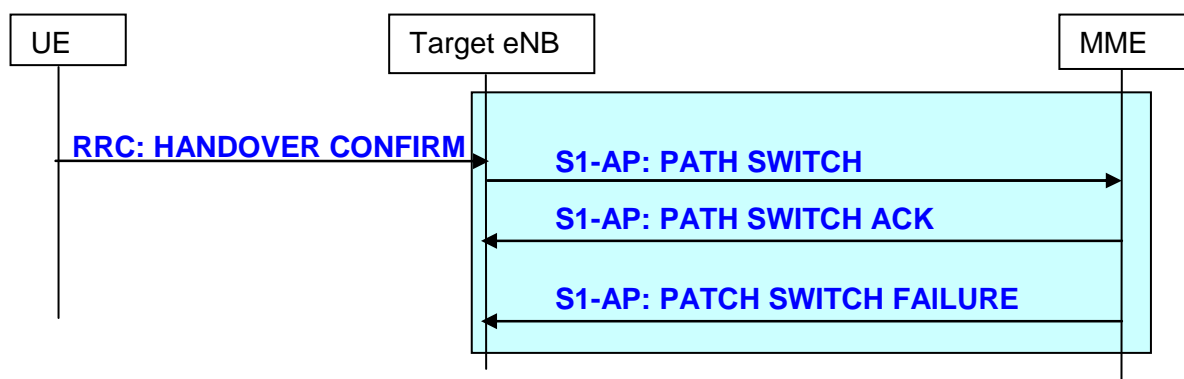 UE
Target eNB
MME
RRC: HANDOVER CONFIRM
S1-AP: PATH SWITCH
S1-AP: PATH SWITCH ACK
S1-AP: PATCH SWITCH FAILURE